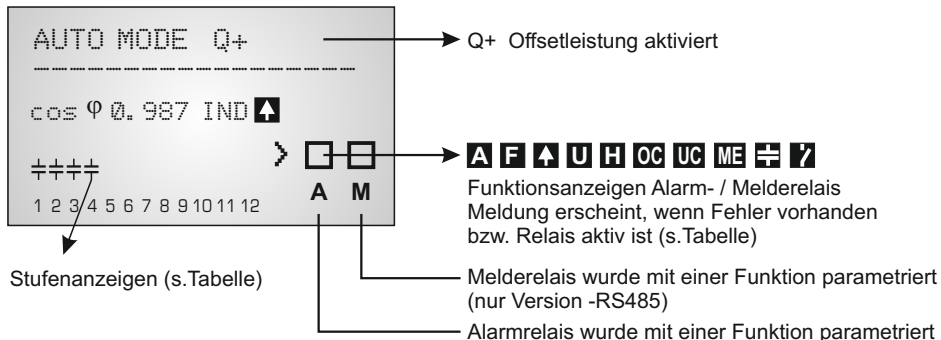 AUTO MODE Q+
Q+ Offsetleistung aktiviert
cos φ 0.987 IND
A F U H OC UC ME
A M
Funktionsanzeigen Alarm- / Melderelais
Meldung erscheint, wenn Fehler vorhanden
bzw. Relais aktiv ist (s.Tabelle)
1 2 3 4 5 6 7 8 9 10 11 12
Stufenanzeigen (s.Tabelle)
Melderelais wurde mit einer Funktion parametriert
(nur Version -RS485)
Alarmrelais wurde mit einer Funktion parametriert